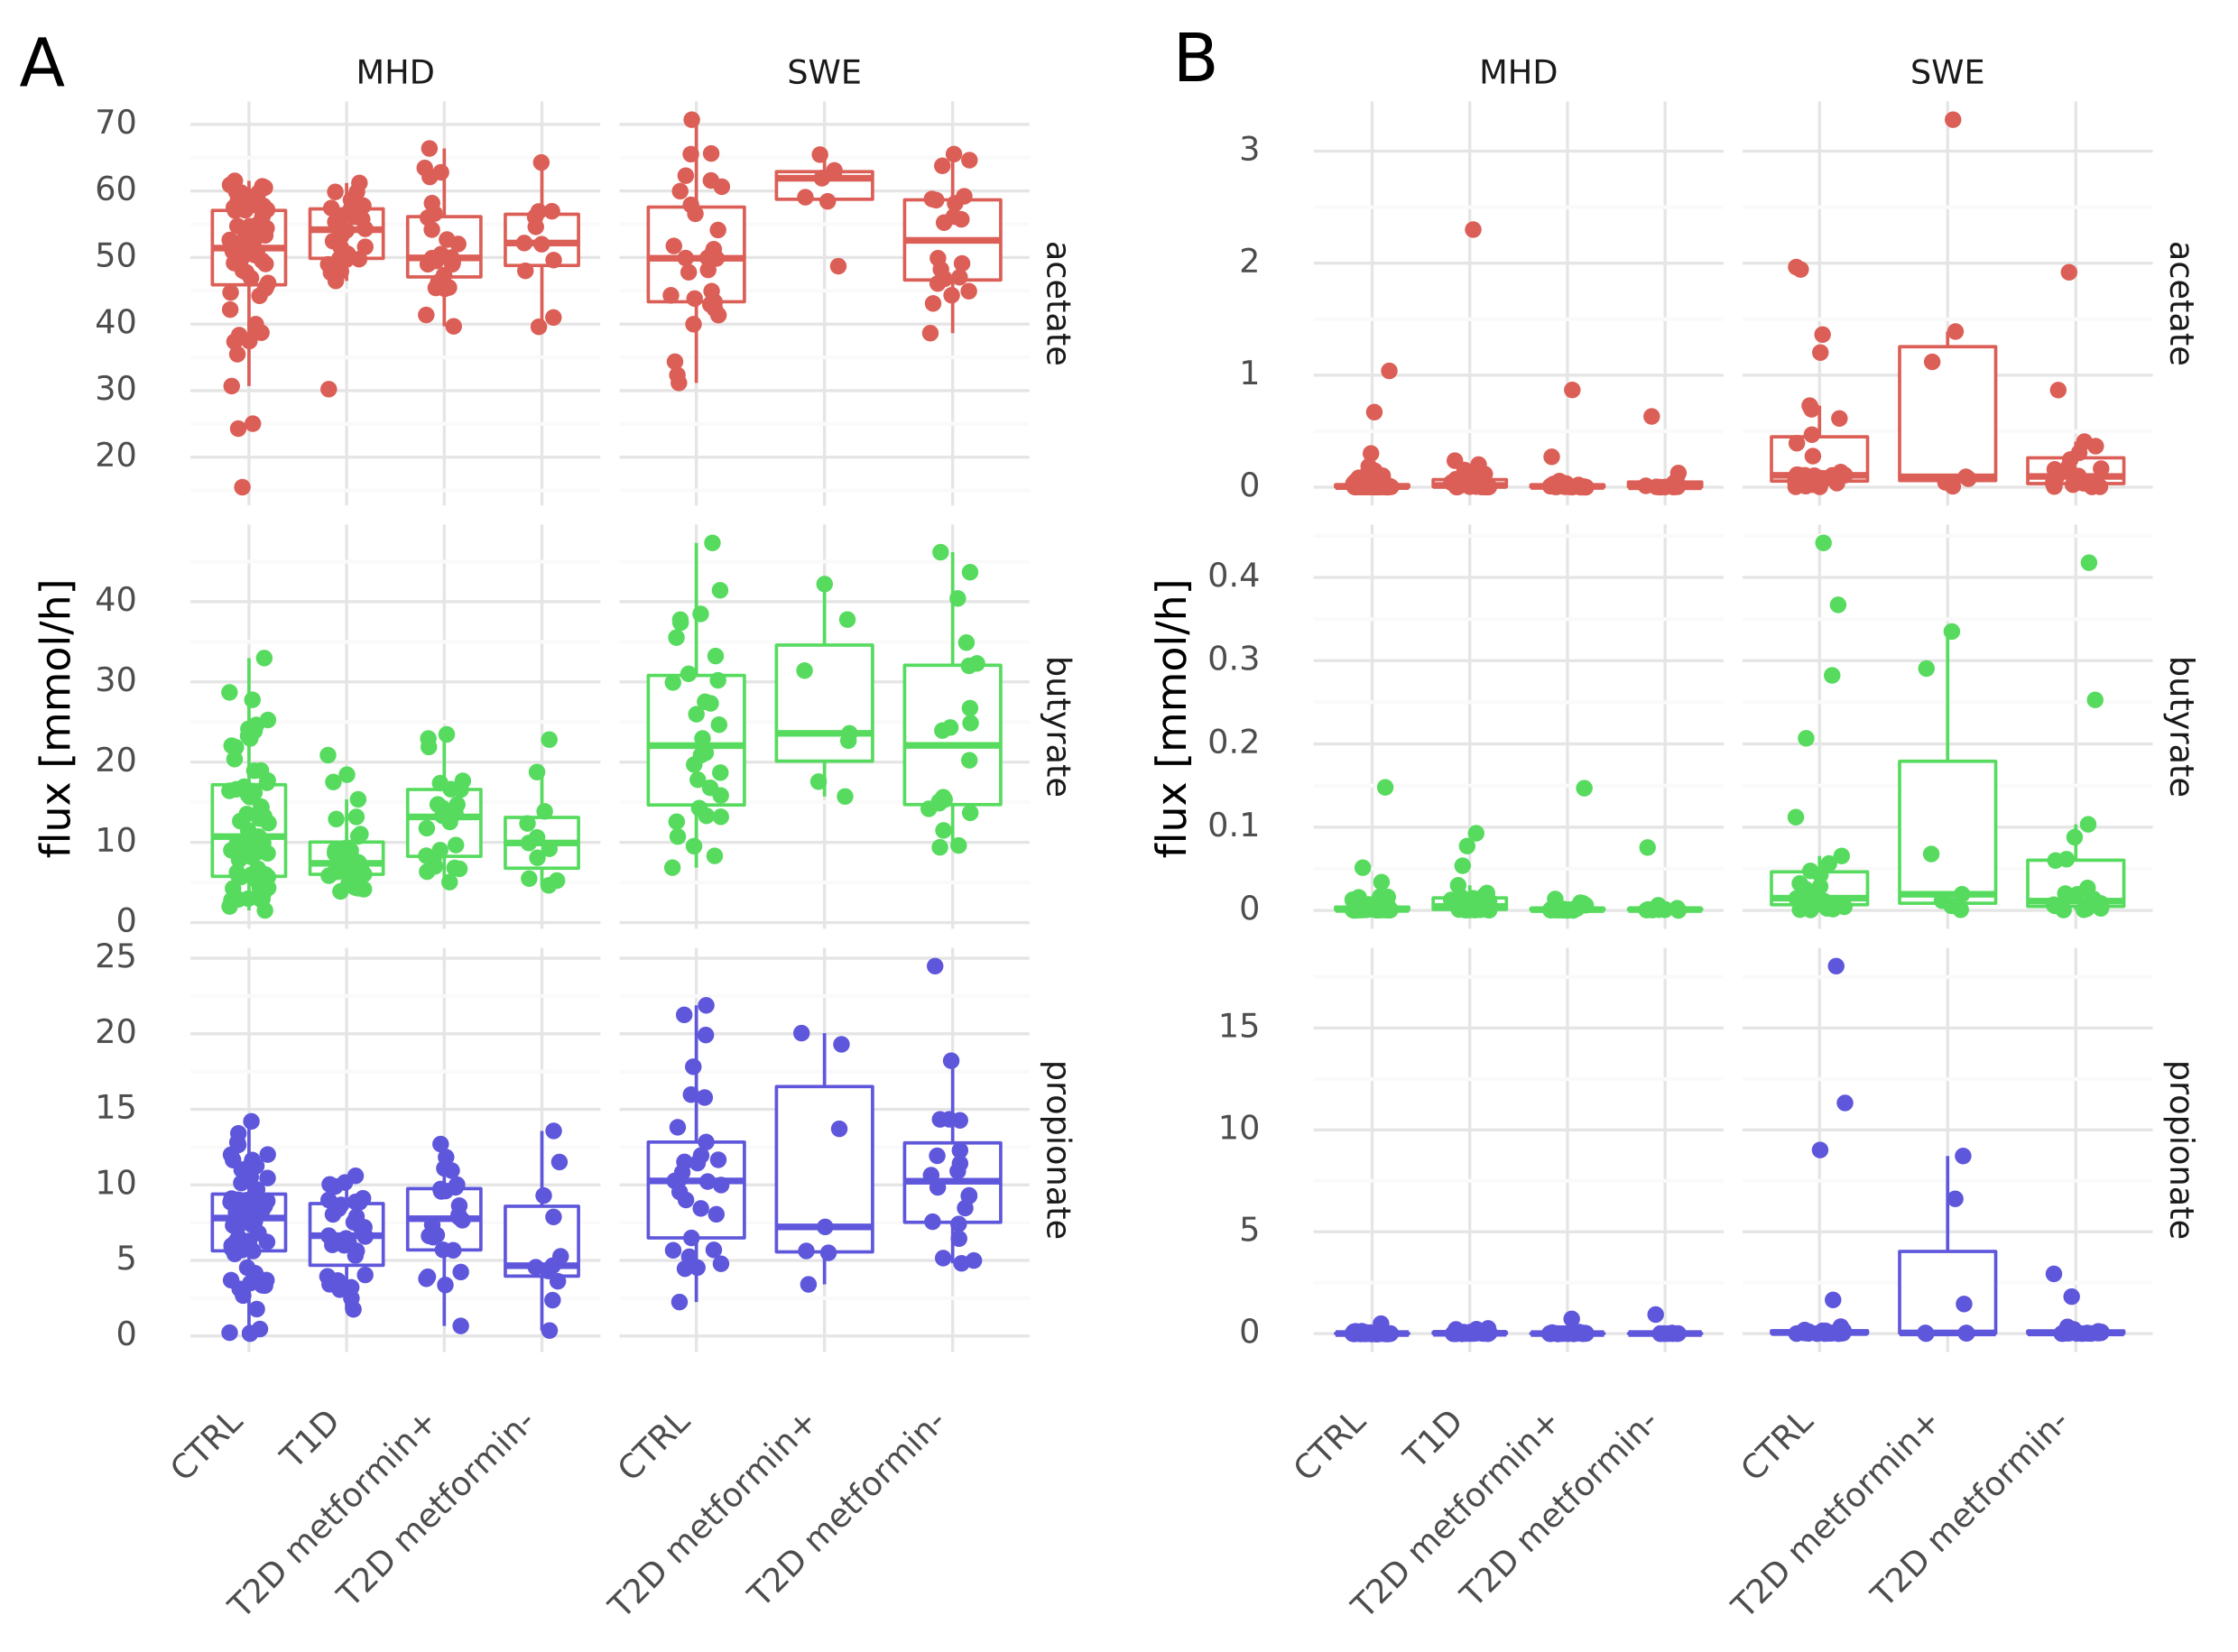 A
MHD
SWE
70
60
50
40
30
20
acetate
40
30
20
10
0
butyrate
25
20
15
10
5
0
propionate
flux [mmol/h]
CTRL
T1D
T2D metformin+
T2D metformin-
CTRL
T2D metformin+
T2D metformin-
B
MHD
SWE
3
2
1
0
acetate
0.4
0.3
0.2
0.1
0
butyrate
15
10
5
0
propionate
flux [mmol/h]
CTRL
T1D
T2D metformin+
T2D metformin-
CTRL
T2D metformin+
T2D metformin-